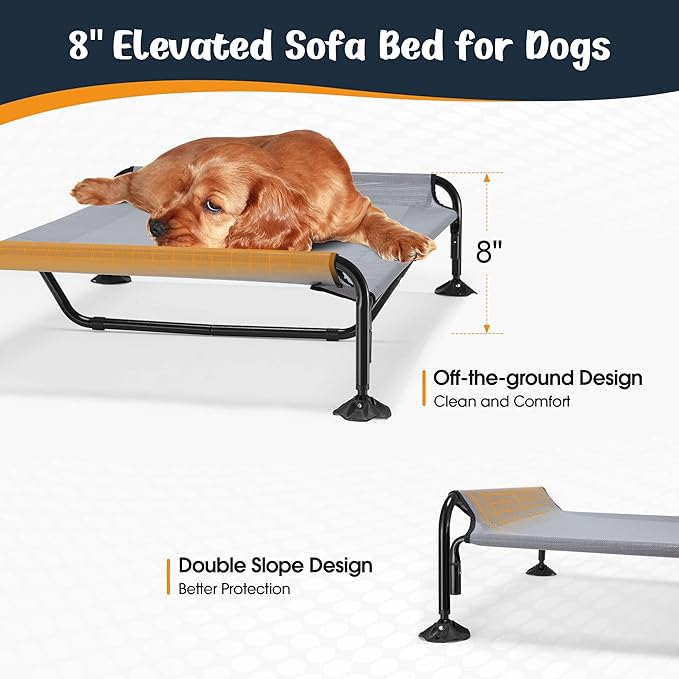 8" Elevated Sofa Bed for Dogs
8"
Off-the-ground Design
Clean and Comfort
Double Slope Design
Better Protection